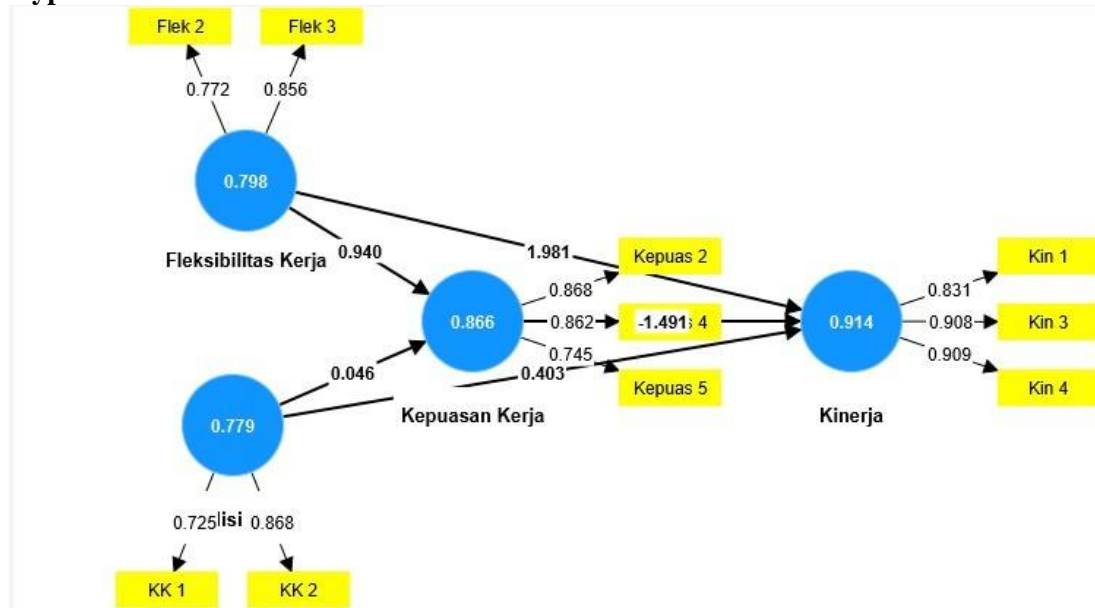 Flek 2 Flek 3
0.772 0.856
0.798
Fleksibilitas Kerja
0.940
1.981
Kepuas 2
Kin 1
0.868
0.831
0.866
0.862
-1.491
4
0.914
0.908
Kin 3
0.745
0.909
0.046
0.403
Kepuas 5
Kin 4
Kepuasan Kerja
Kinerja
0.779
0.725 0.868
KK 1 KK 2